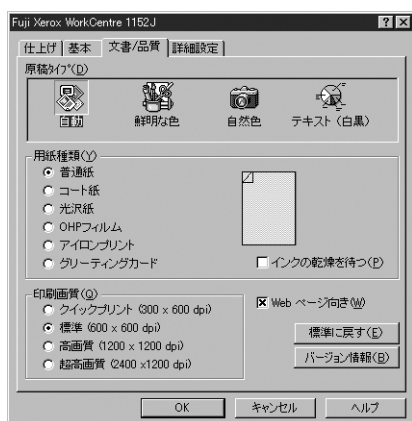 Fuji Xerox WorkCentre 1152J
仕上げ 基本 文書/品質 詳細設定
原稿ﾀｲﾌﾟ(D)
自動 鮮明な色 自然色 テキスト (白黒)
用紙種類(Y)
普通紙
コート紙
光沢紙
OHPフィルム
アイロンプリント
グリーティングカード
インクの乾燥を待つ(P)
印刷画質(Q)
クイックプリント (300 x 600 dpi)
標準 (600 x 600 dpi)
高画質 (1200 x 1200 dpi)
超高画質 (2400 x1200 dpi)
Web ページ向き(W)
標準に戻す(E)
バージョン情報(B)
OK キャンセル ヘルプ